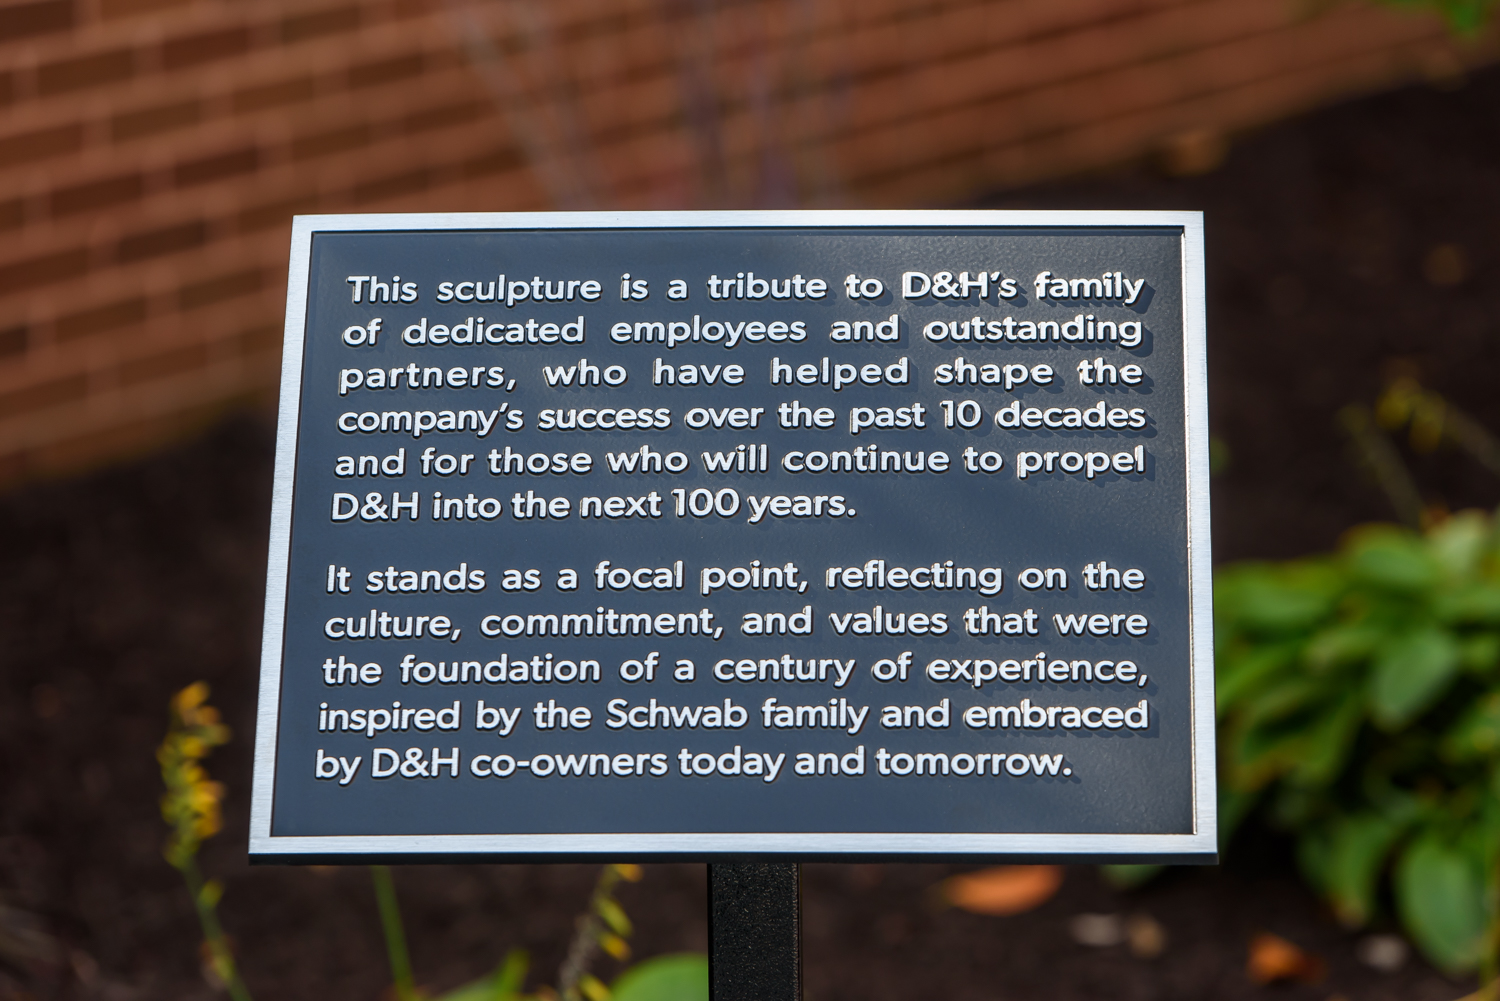 This sculpture is a tribute to D&H's family
of dedicated employees and outstanding
partners, who have helped shape the
company's success over the past 10 decades
and for those who will continue to propel
D&H into the next 100 years.
It stands as a focal point, reflecting on the
culture, commitment, and values that were
the foundation of a century of experience,
inspired by the Schwab family and embraced
by D&H co-owners today and tomorrow.